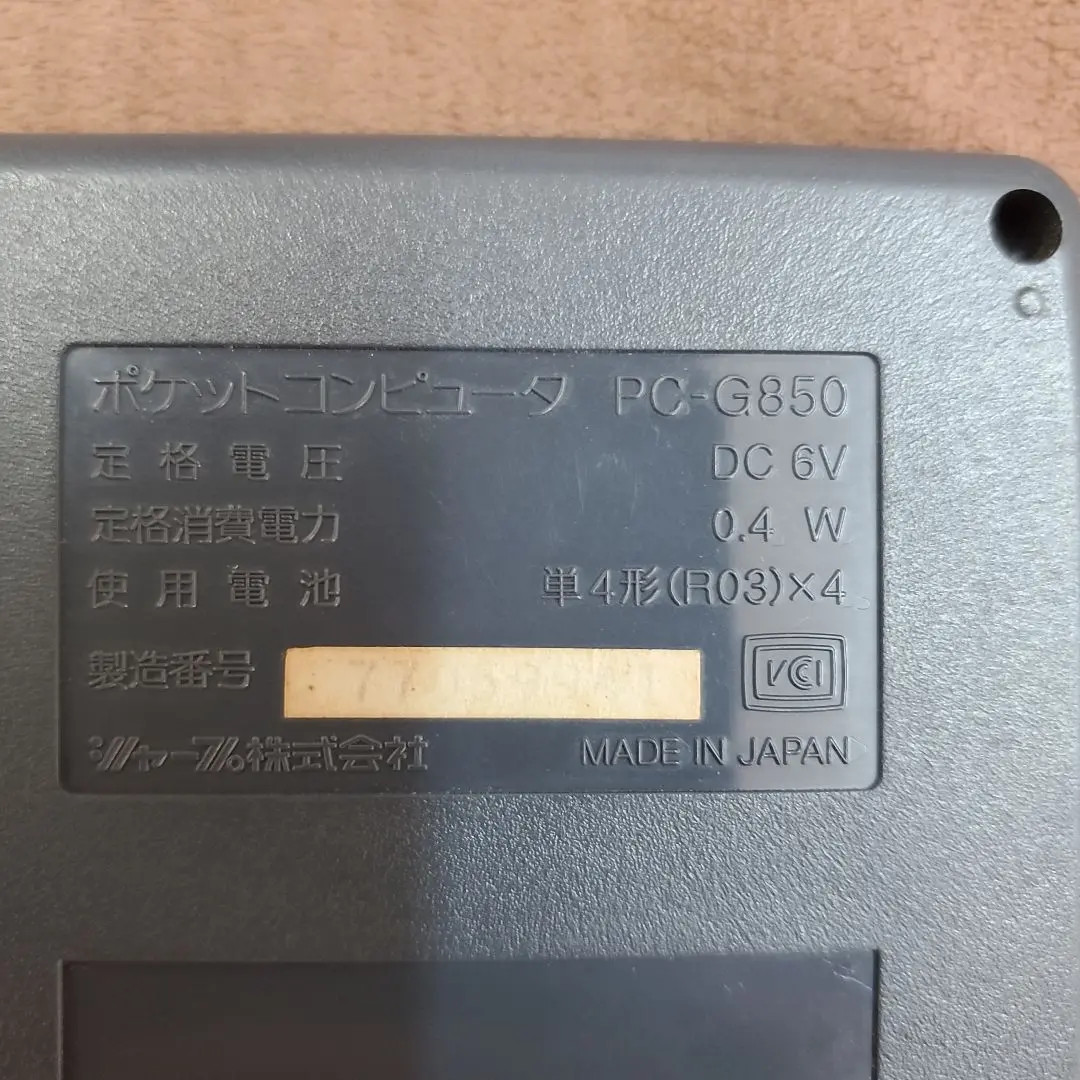 ポケットコンピュータ PC-G850
定格電圧 DC 6V
定格消費電力 0.4 W
使用電池 単4形(R03)×4
製造番号
VCCI
シャープ株式会社 MADE IN JAPAN